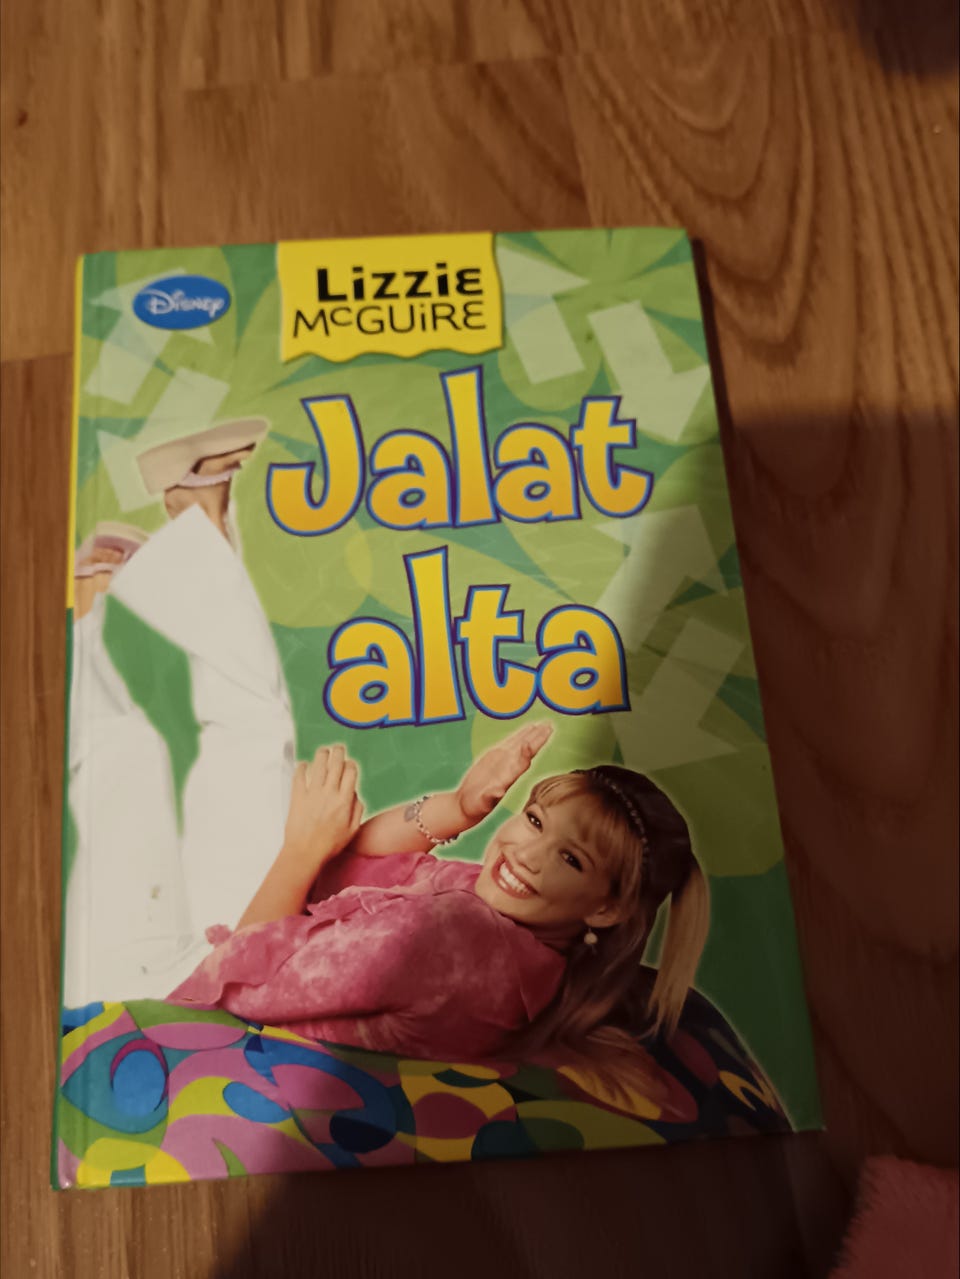 Disney
Lizzie
McGuire
Jalat
alta